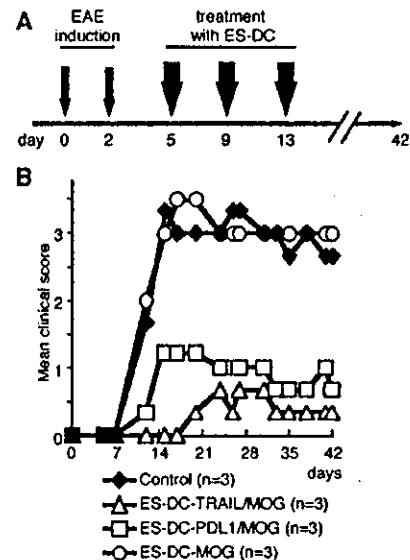 A
EAE treatment
induction with ES-DC
day 0 2 5 9 13 42
B
Mean clinical score
3
2
1
0
0 7 14 21 28 35 42
days
Control (n=3)
ES-DC-TRAIL/MOG (n=3)
ES-DC-PDL1/MOG (n=3)
ES-DC-MOG (n=3)